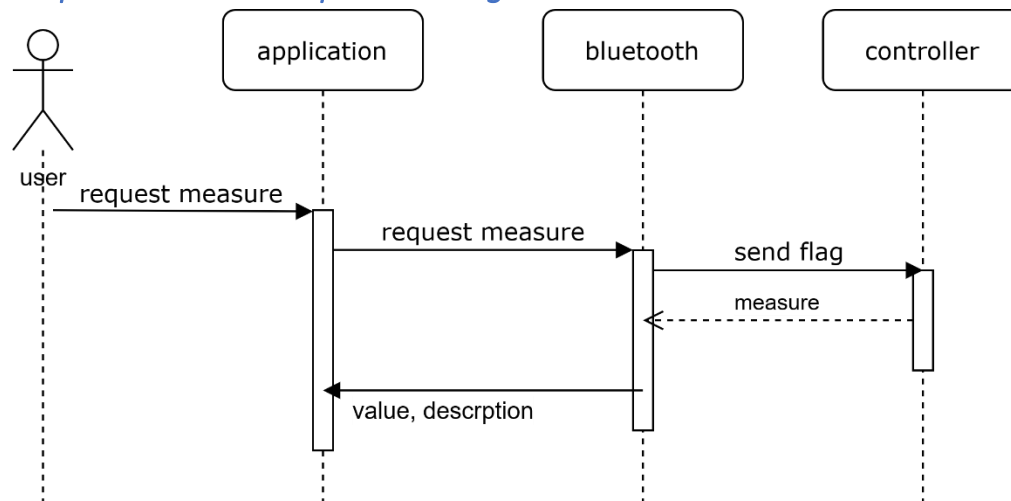 application
bluetooth
controller
user
request measure
request measure
send flag
measure
value, descrption